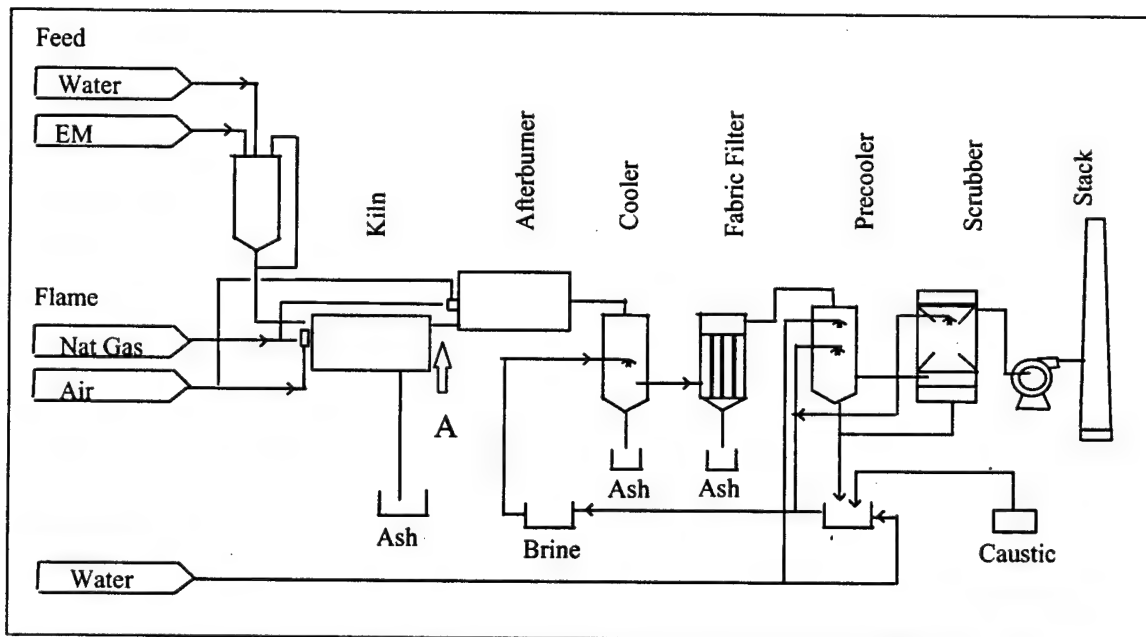 Feed
Water
EM
Kiln
Afterburner
Cooler
Fabric Filter
Precooler
Scrubber
Stack
Flame
Nat Gas
Air
A
Ash
Ash
Ash
Brine
Caustic
Water